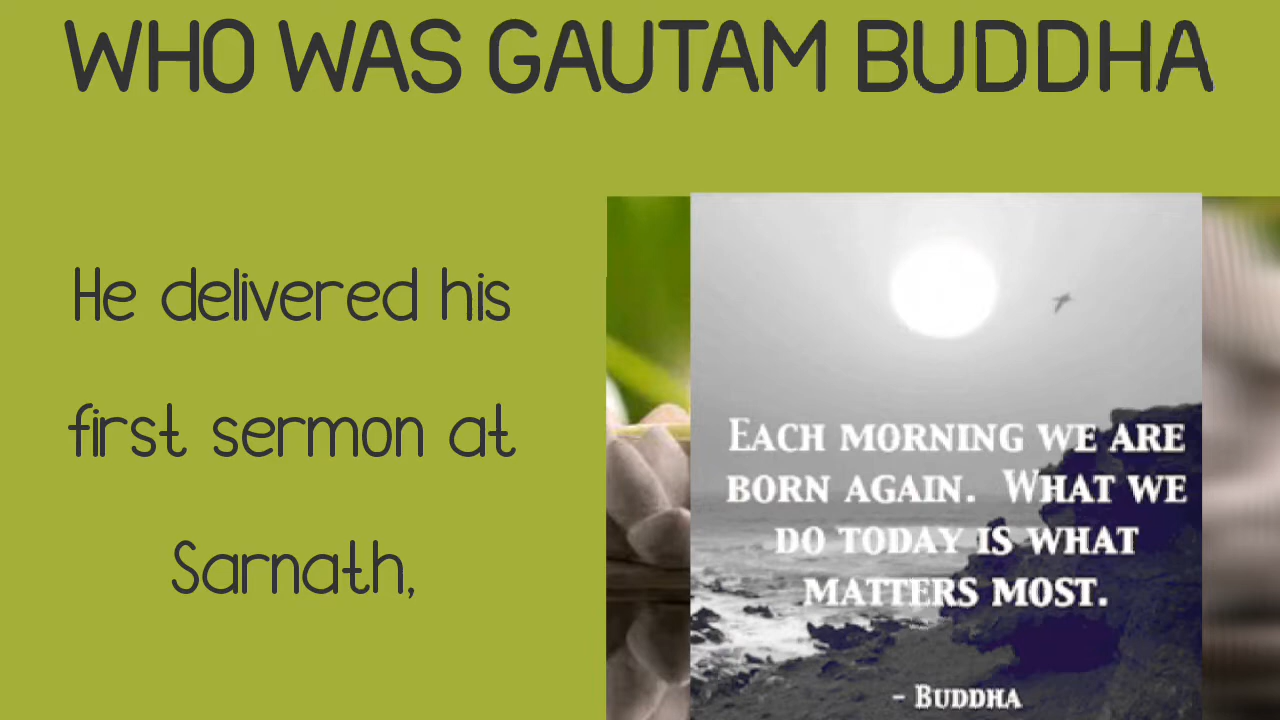 WHO WAS GAUTAM BUDDHA
He delivered his
first sermon at
Sarnath,
EACH MORNING WE ARE
BORN AGAIN. WHAT WE
DO TODAY IS WHAT
MATTERS MOST.
- BUDDHA